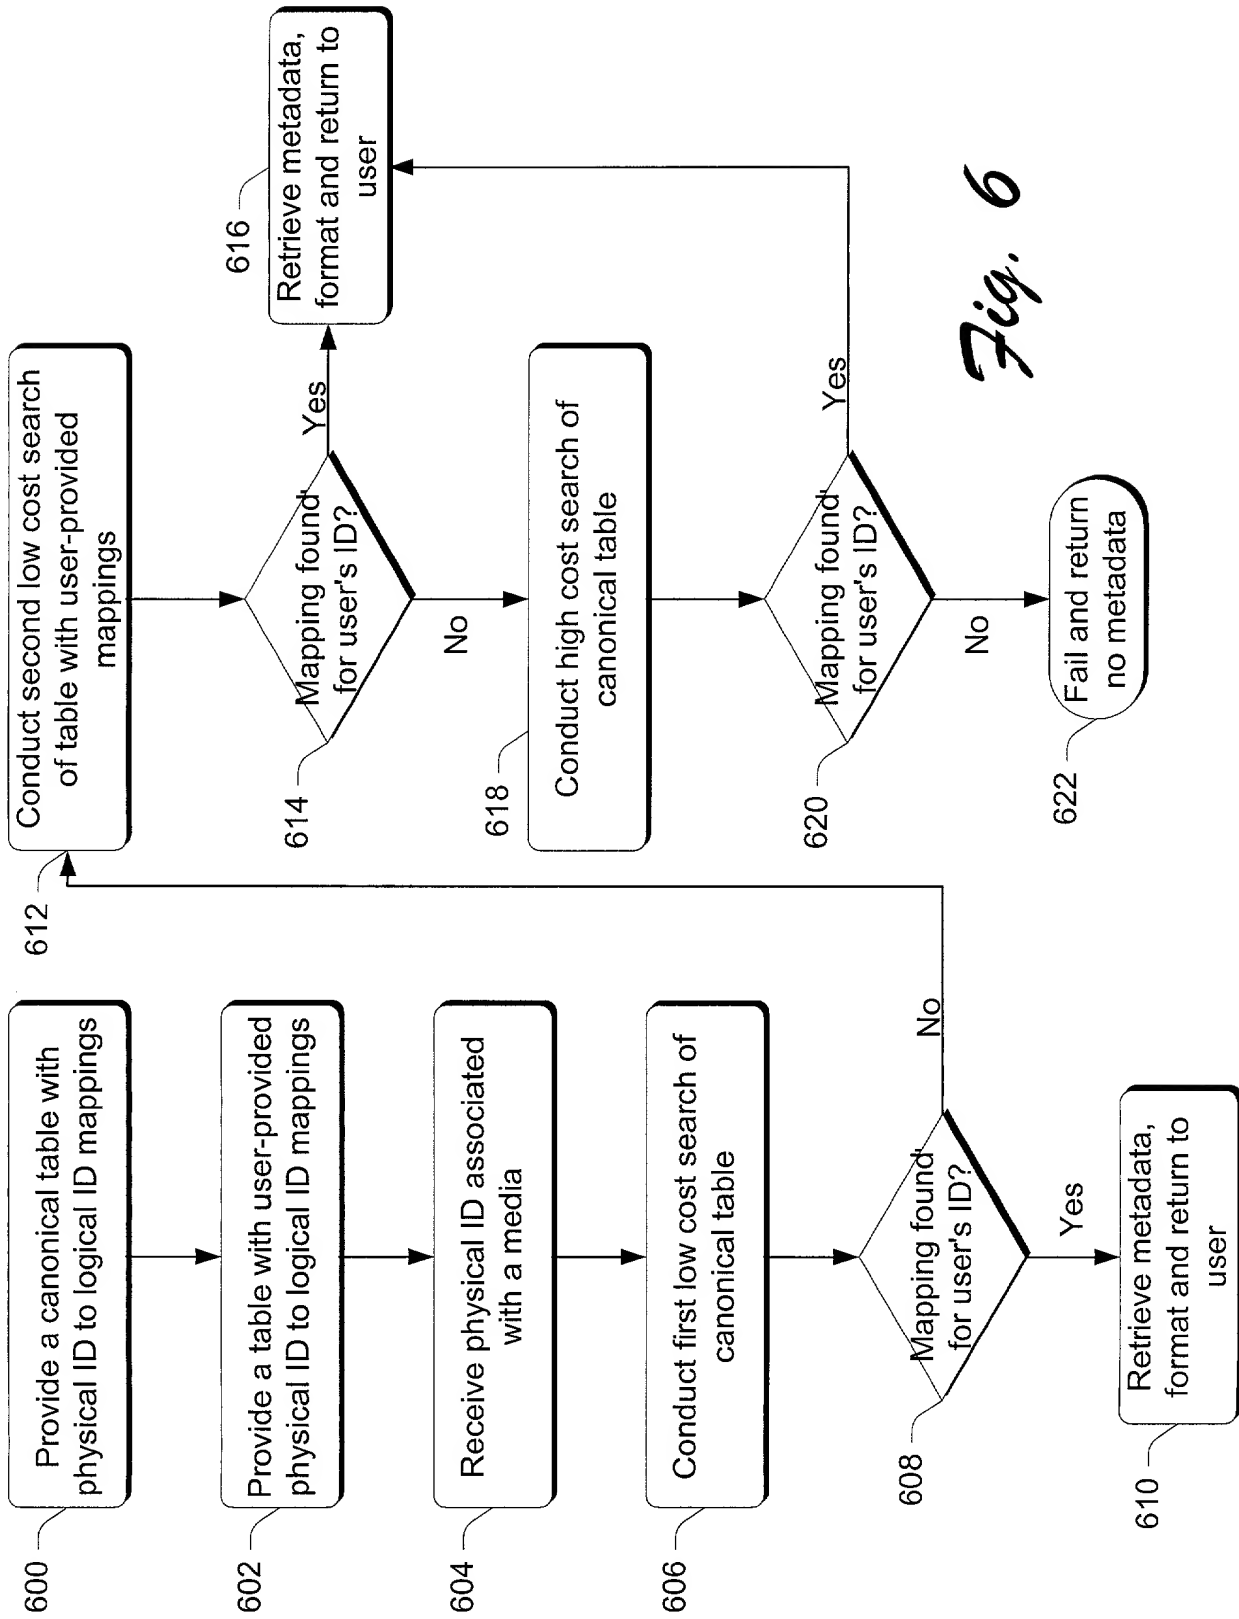 600
Provide a canonical table with
physical ID to logical ID mappings
602
Provide a table with user-provided
physical ID to logical ID mappings
604
Receive physical ID associated
with a media
606
Conduct first low cost search of
canonical table
608
Mapping found
for user's ID?
No
Yes
610
Retrieve metadata,
format and return to
user
612
Conduct second low cost search
of table with user-provided
mappings
614
Mapping found
for user's ID?
Yes
No
616
Retrieve metadata,
format and return to
user
618
Conduct high cost search of
canonical table
620
Mapping found
for user's ID?
Yes
No
622
Fail and return
no metadata
Fig. 6